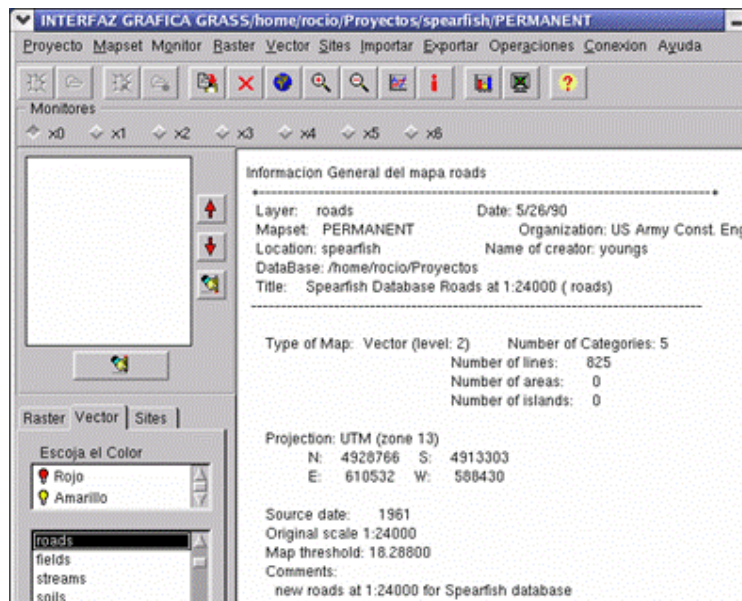 INTERFAZ GRAFICA GRASS/home/rocio/Proyectos/spearfish/PERMANENT
Proyecto Mapset Monitor Raster Vector Sites Importar Exportar Operaciones Conexion Ayuda
Monitores
x0 x1 x2 x3 x4 x5 x6
Informacion General del mapa roads
Layer: roads Date: 5/26/90
Mapset: PERMANENT Organization: US Army Const. Eng
Location: spearfish Name of creator: youngs
DataBase: /home/rocio/Proyectos
Title: Spearfish Database Roads at 1:24000 ( roads)
Type of Map: Vector (level: 2) Number of Categories: 5
Number of lines: 825
Number of areas: 0
Number of islands: 0
Projection: UTM (zone 13)
N: 4928766 S: 4913303
E: 610532 W: 588430
Source date: 1961
Original scale 1:24000
Map threshold: 18.28800
Comments:
new roads at 1:24000 for Spearfish database
Raster Vector Sites
Escoja el Color
Rojo
Amarillo
roads
fields
streams
soils